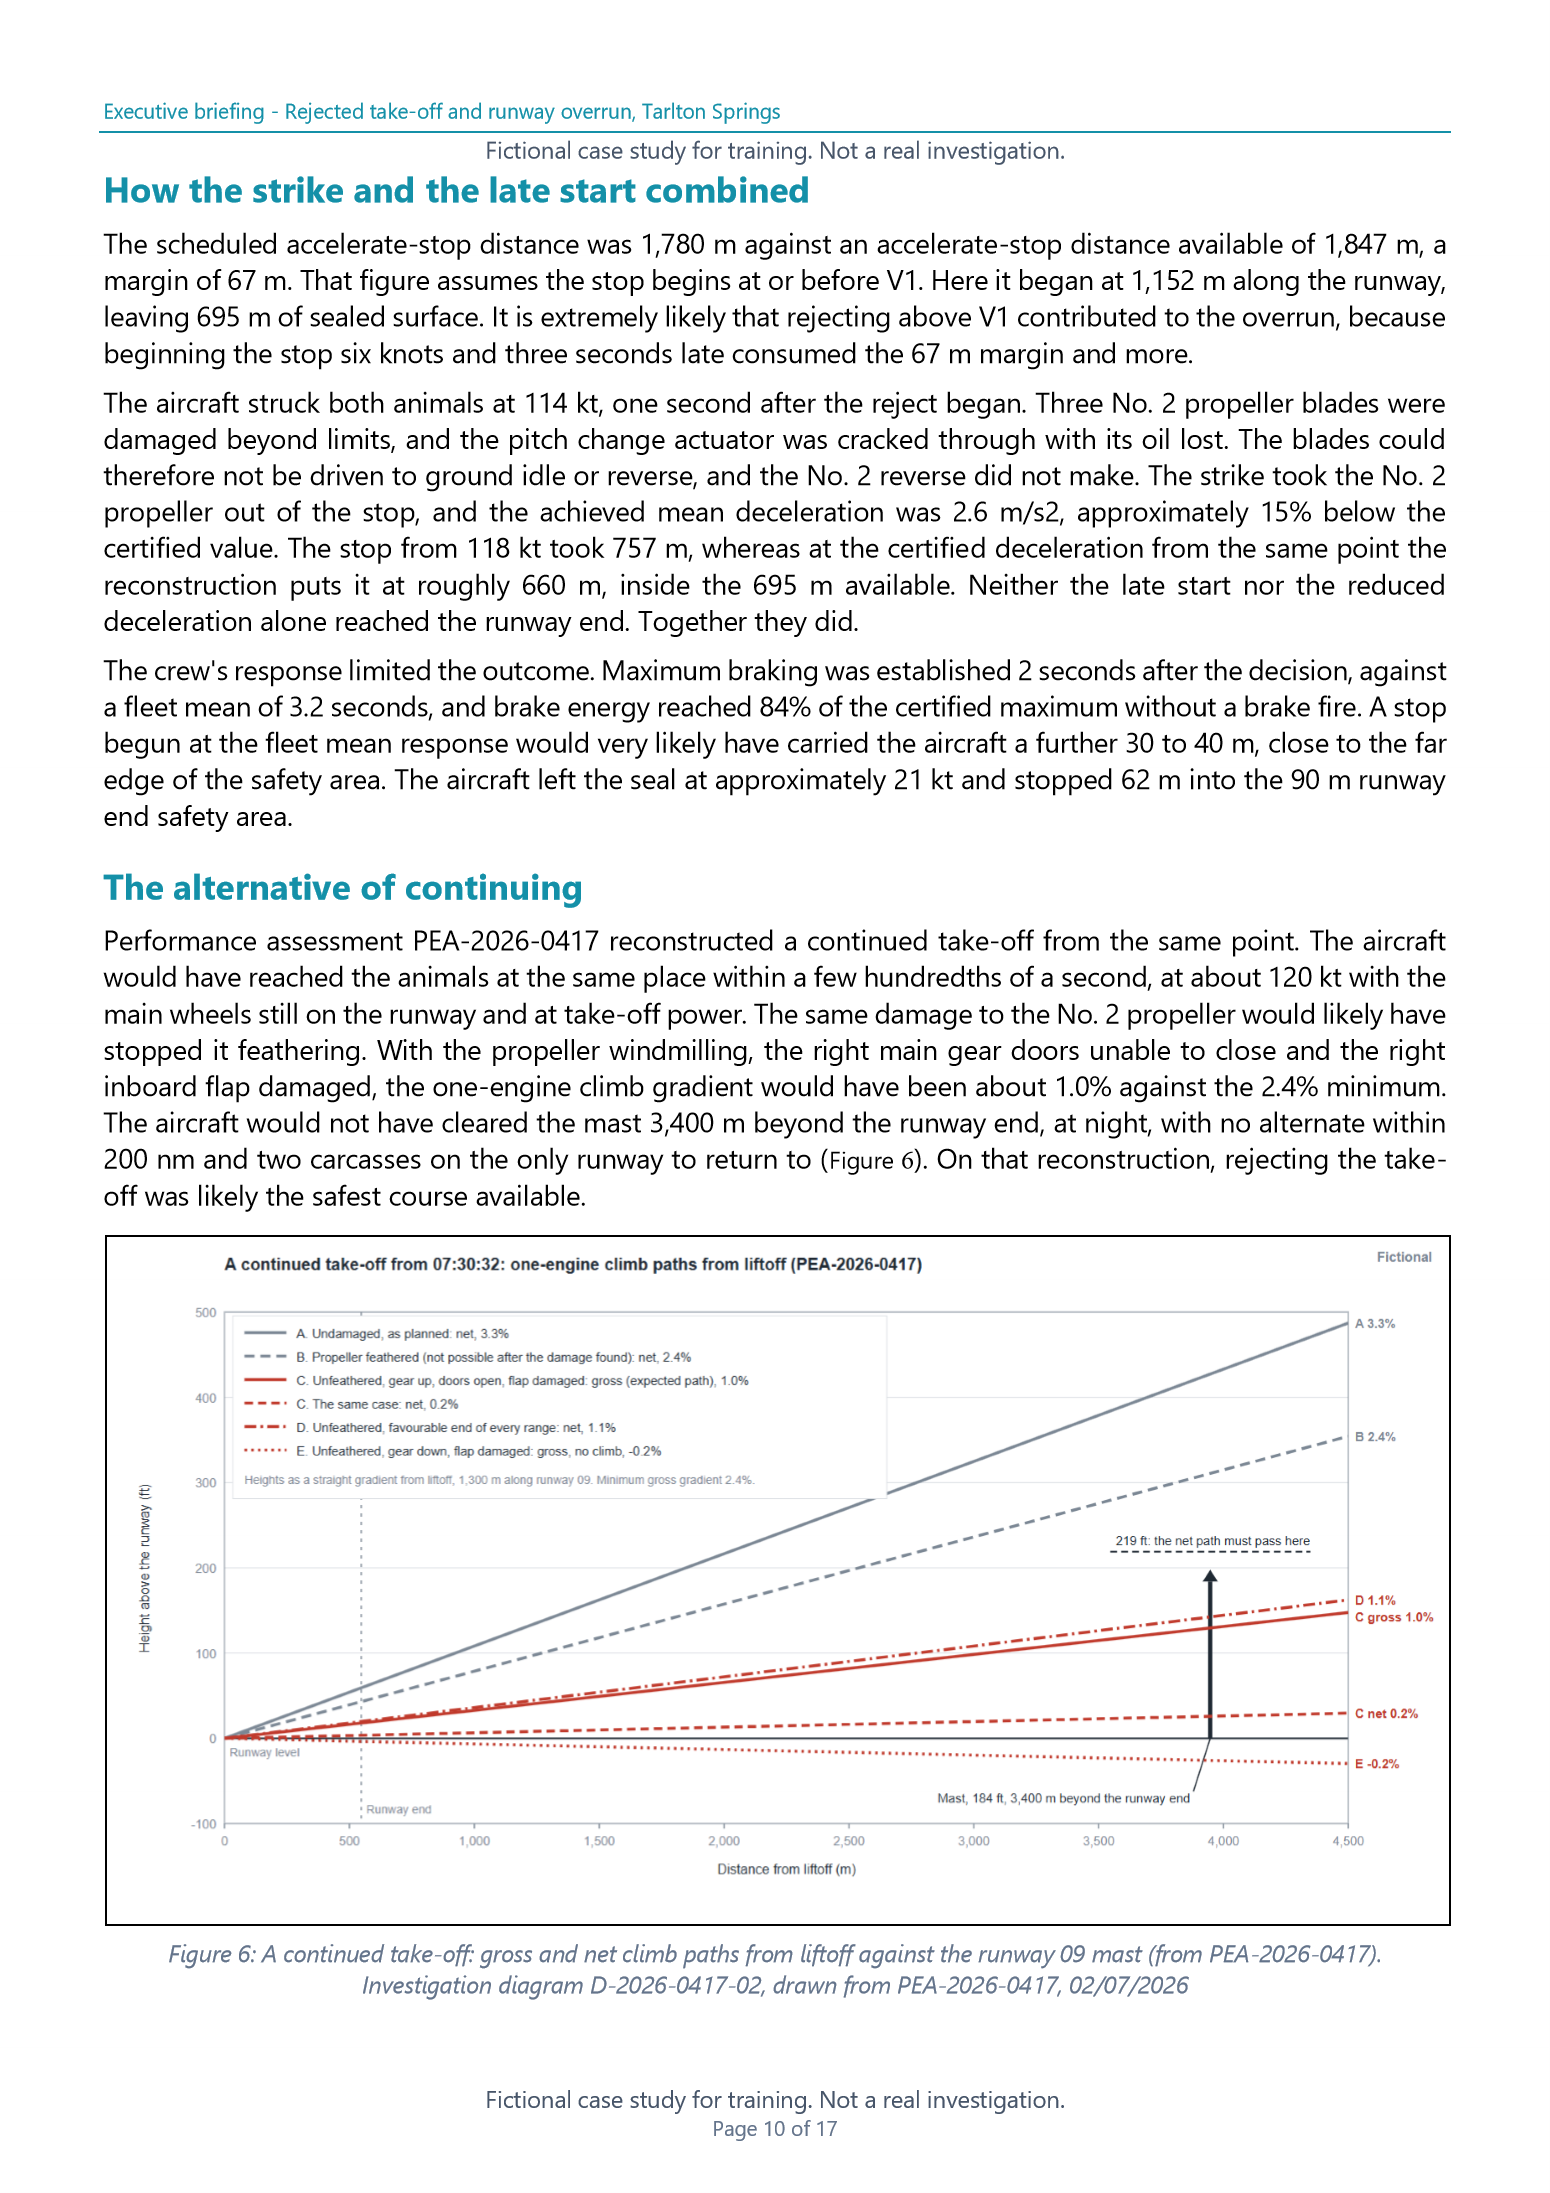 Executive briefing - Rejected take-off and runway overrun, Tarlton Springs
Fictional case study for training. Not a real investigation.
How the strike and the late start combined
The scheduled accelerate-stop distance was 1,780 m against an accelerate-stop distance available of 1,847 m, a
margin of 67 m. That figure assumes the stop begins at or before V1. Here it began at 1,152 m along the runway,
leaving 695 m of sealed surface. It is extremely likely that rejecting above V1 contributed to the overrun, because
beginning the stop six knots and three seconds late consumed the 67 m margin and more.
The aircraft struck both animals at 114 kt, one second after the reject began. Three No. 2 propeller blades were
damaged beyond limits, and the pitch change actuator was cracked through with its oil lost. The blades could
therefore not be driven to ground idle or reverse, and the No. 2 reverse did not make. The strike took the No. 2
propeller out of the stop, and the achieved mean deceleration was 2.6 m/s2, approximately 15% below the
certified value. The stop from 118 kt took 757 m, whereas at the certified deceleration from the same point the
reconstruction puts it at roughly 660 m, inside the 695 m available. Neither the late start nor the reduced
deceleration alone reached the runway end. Together they did.
The crew's response limited the outcome. Maximum braking was established 2 seconds after the decision, against
a fleet mean of 3.2 seconds, and brake energy reached 84% of the certified maximum without a brake fire. A stop
begun at the fleet mean response would very likely have carried the aircraft a further 30 to 40 m, close to the far
edge of the safety area. The aircraft left the seal at approximately 21 kt and stopped 62 m into the 90 m runway
end safety area.
The alternative of continuing
Performance assessment PEA-2026-0417 reconstructed a continued take-off from the same point. The aircraft
would have reached the animals at the same place within a few hundredths of a second, at about 120 kt with the
main wheels still on the runway and at take-off power. The same damage to the No. 2 propeller would likely have
stopped it feathering. With the propeller windmilling, the right main gear doors unable to close and the right
inboard flap damaged, the one-engine climb gradient would have been about 1.0% against the 2.4% minimum.
The aircraft would not have cleared the mast 3,400 m beyond the runway end, at night, with no alternate within
200 nm and two carcasses on the only runway to return to (Figure 6). On that reconstruction, rejecting the take-
off was likely the safest course available.
A continued take-off from 07:30:32: one-engine climb paths from liftoff (PEA-2026-0417)
Fictional
500
400
300
200
100
0
-100
Height above the runway (ft)
A. Undamaged, as planned: net, 3.3%
B. Propeller feathered (not possible after the damage found): net, 2.4%
C. Unfeathered, gear up, doors open, flap damaged: gross (expected path), 1.0%
C. The same case: net, 0.2%
D. Unfeathered, favourable end of every range: net, 1.1%
E. Unfeathered, gear down, flap damaged: gross, no climb, -0.2%
Heights as a straight gradient from liftoff, 1,300 m along runway 09. Minimum gross gradient 2.4%.
A 3.3%
B 2.4%
219 ft: the net path must pass here
D 1.1%
C gross 1.0%
C net 0.2%
E -0.2%
Runway level
Mast, 184 ft, 3,400 m beyond the runway end
Runway end
0
500
1,000
1,500
2,000
2,500
3,000
3,500
4,000
4,500
Distance from liftoff (m)
Figure 6: A continued take-off: gross and net climb paths from liftoff against the runway 09 mast (from PEA-2026-0417).
Investigation diagram D-2026-0417-02, drawn from PEA-2026-0417, 02/07/2026
Fictional case study for training. Not a real investigation.
Page 10 of 17